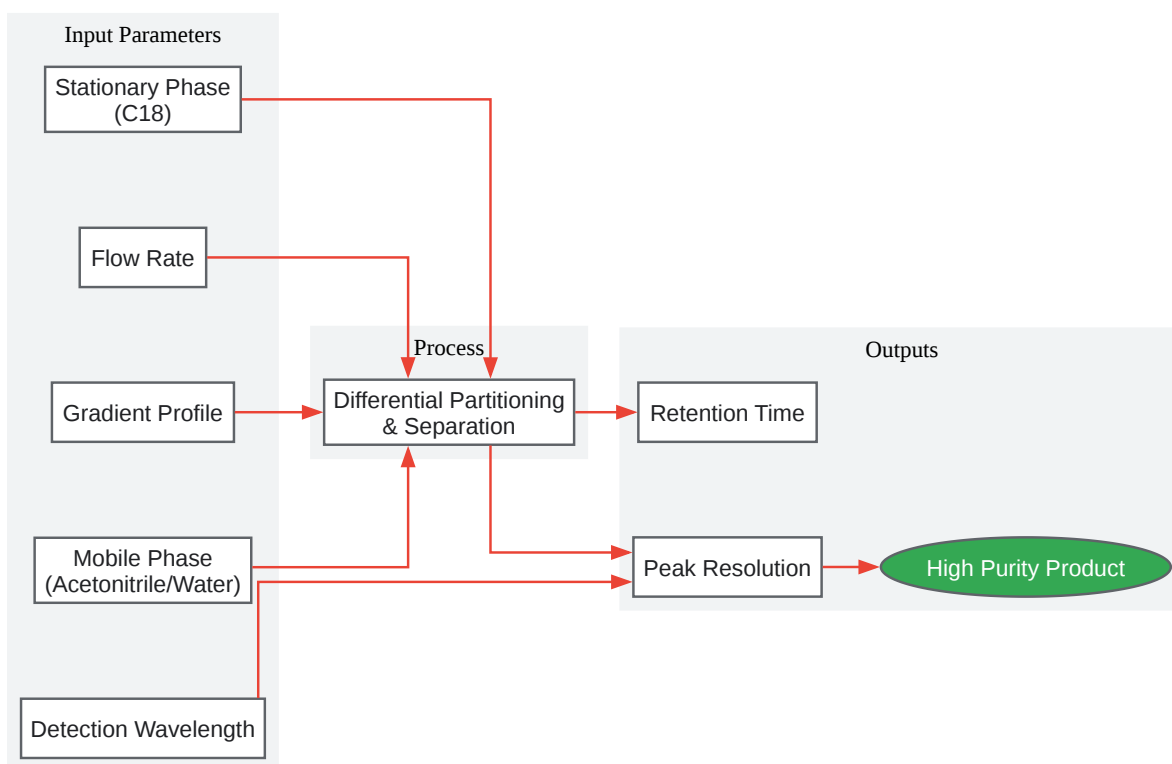 Input Parameters
Stationary Phase
(C18)
Flow Rate
Process
Outputs
Gradient Profile
Differential Partitioning
& Separation
Retention Time
Mobile Phase
(Acetonitrile/Water)
Peak Resolution
High Purity Product
Detection Wavelength